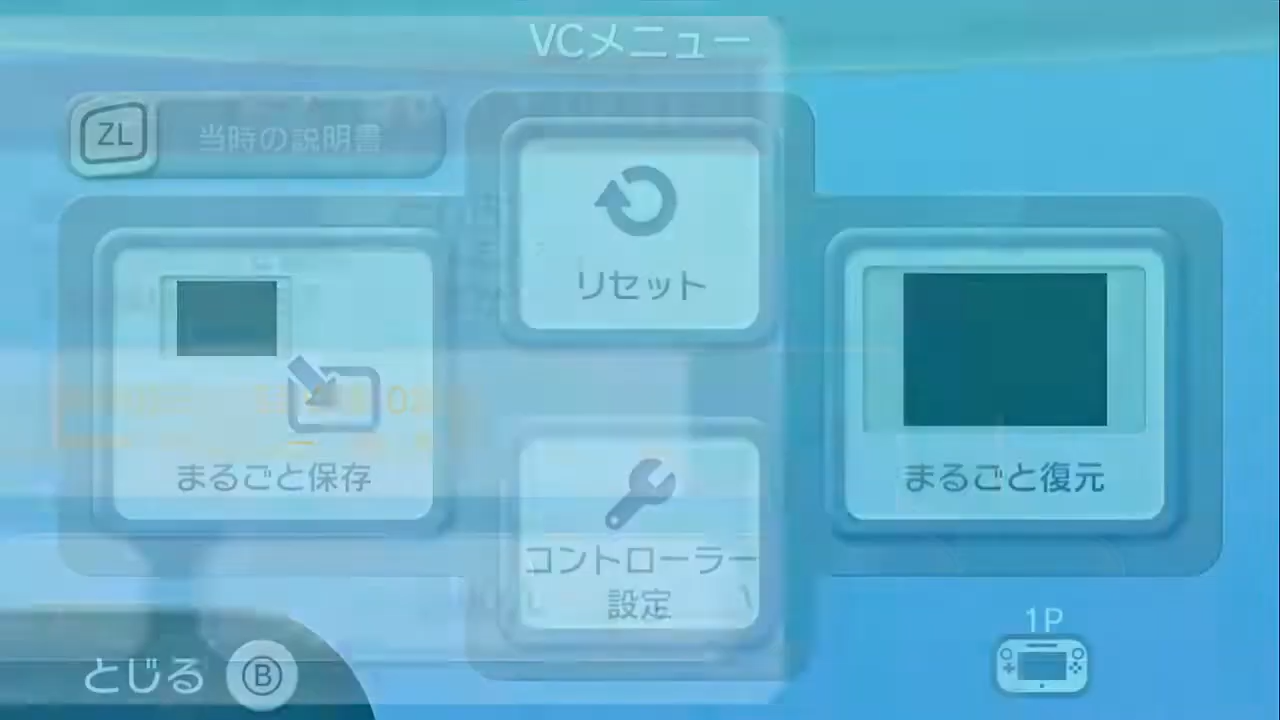 VCメニュー
ZL
当時の説明書
リセット
まるごと保存
まるごと復元
コントローラー
設定
1P
とじる B